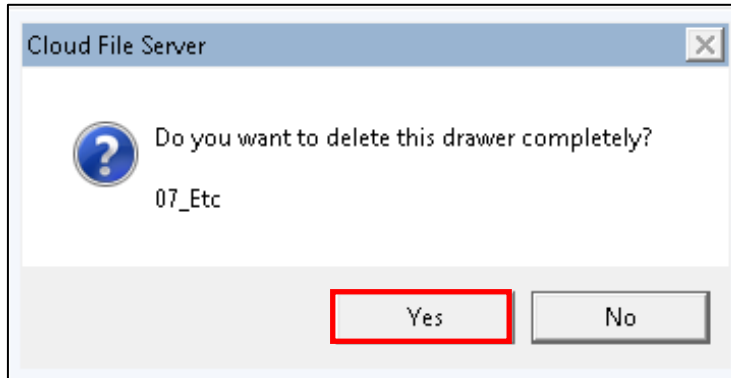 Cloud File Server
Do you want to delete this drawer completely?
07_Etc
Yes
No